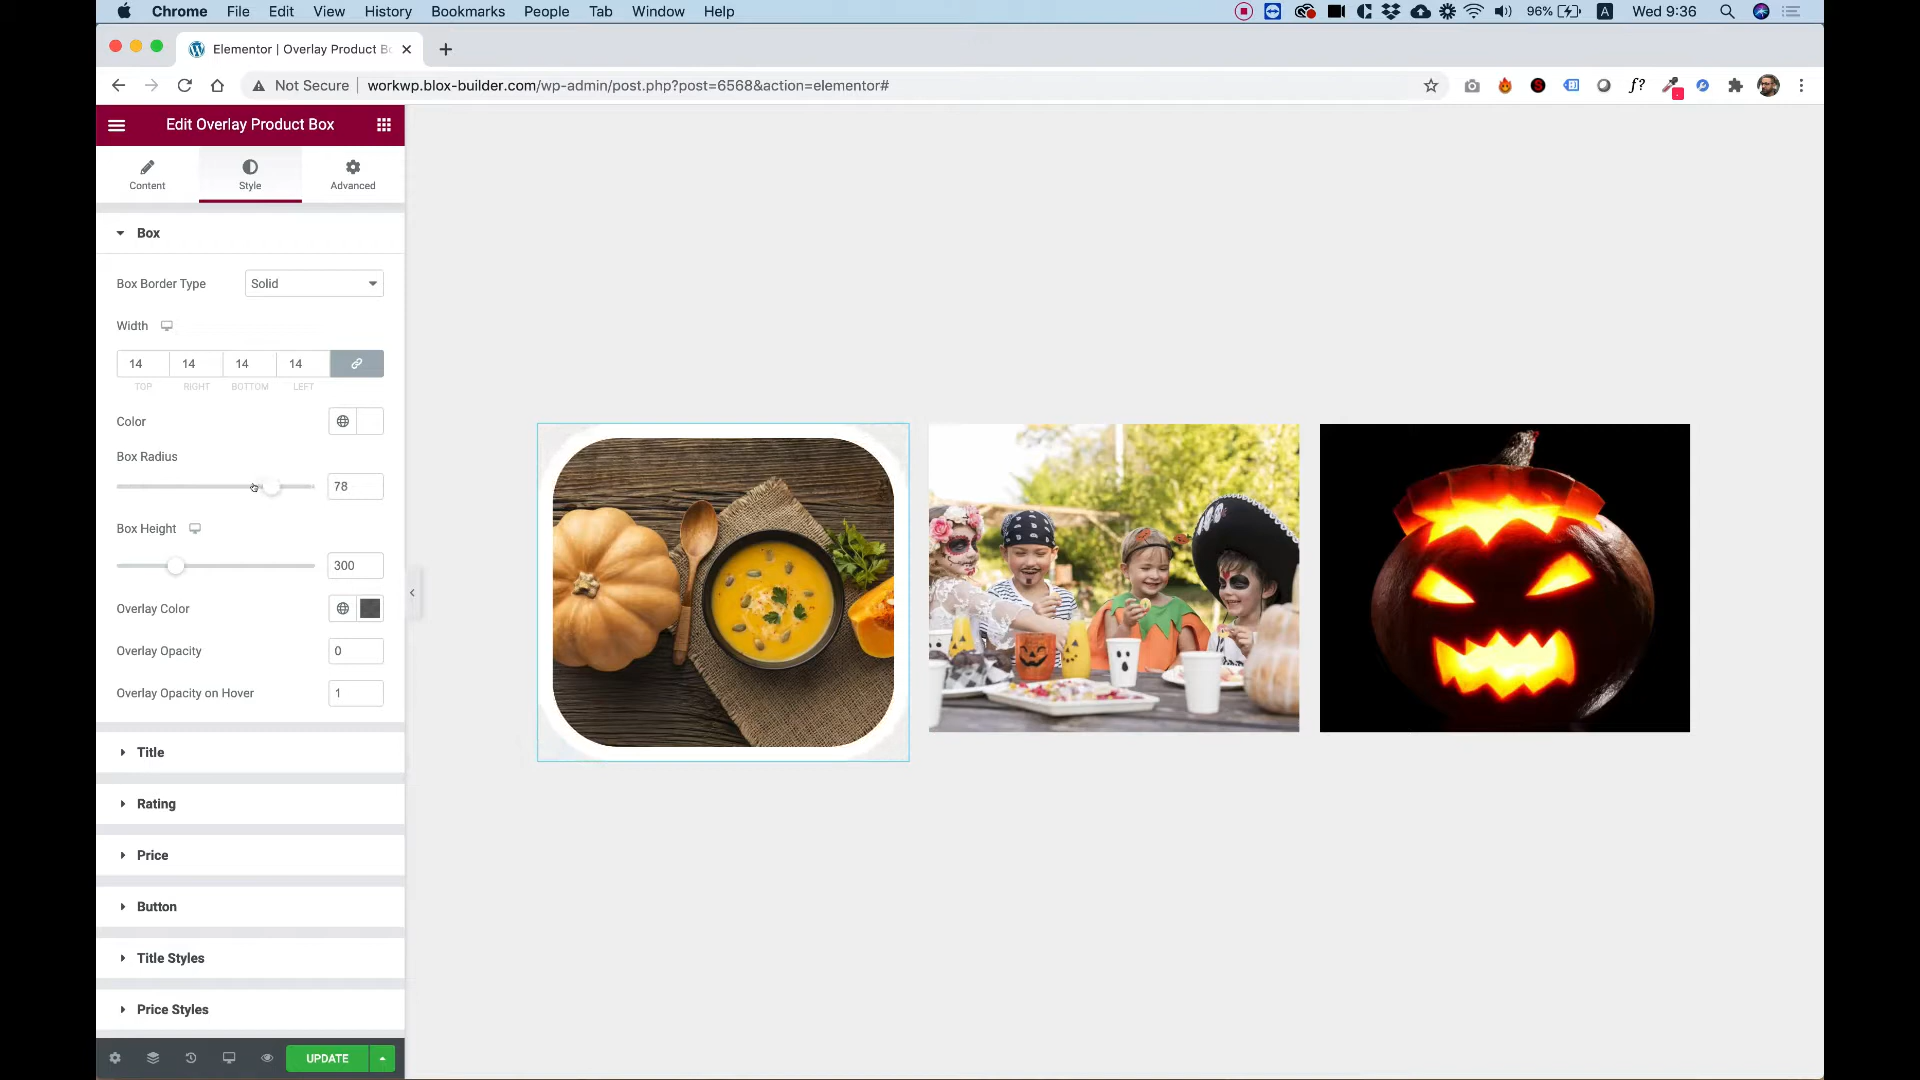 Chrome File Edit View History Bookmarks People Tab Window Help
96% A Wed 9:36
Elementor | Overlay Product B
Not Secure workwp.blox-builder.com/wp-admin/post.php?post=6568&action=elementor#
f?
Edit Overlay Product Box
Content Style Advanced
Box
Box Border Type Solid
Width
14 14 14 14
TOP RIGHT BOTTOM LEFT
Color
Box Radius
78
Box Height
300
Overlay Color
Overlay Opacity 0
Overlay Opacity on Hover 1
Title
Rating
Price
Button
Title Styles
Price Styles
UPDATE